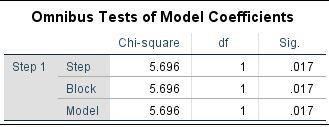 Omnibus Tests of Model Coefficients
Chi-square df Sig.
Step 1 Step 5.696 1 .017
Block 5.696 1 .017
Model 5.696 1 .017